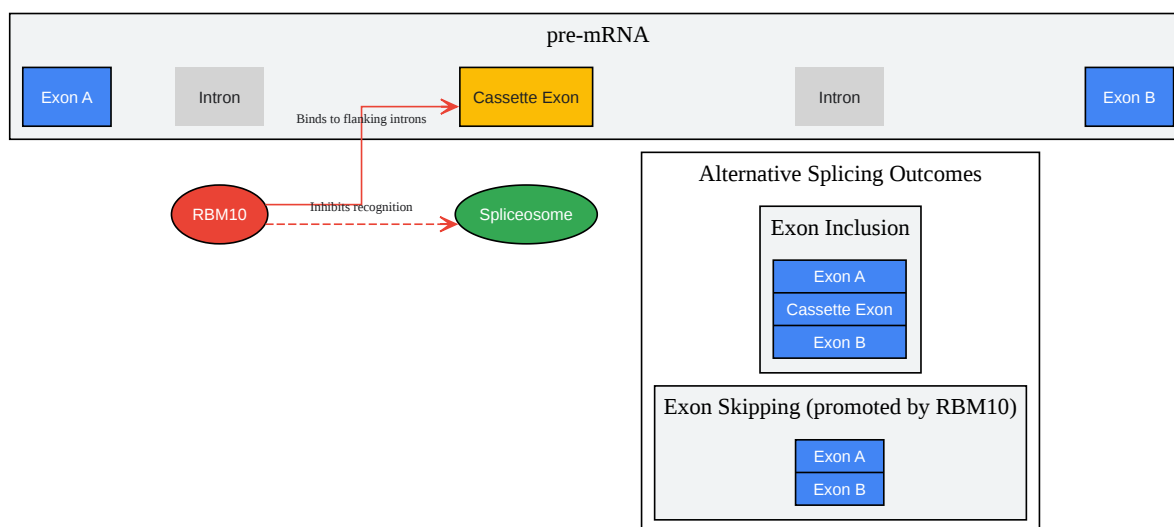 pre-mRNA
Exon A
Intron
Cassette Exon
Intron
Exon B
Binds to flanking introns
RBM10
Inhibits recognition
Spliceosome
Alternative Splicing Outcomes
Exon Inclusion
Exon A
Cassette Exon
Exon B
Exon Skipping (promoted by RBM10)
Exon A
Exon B